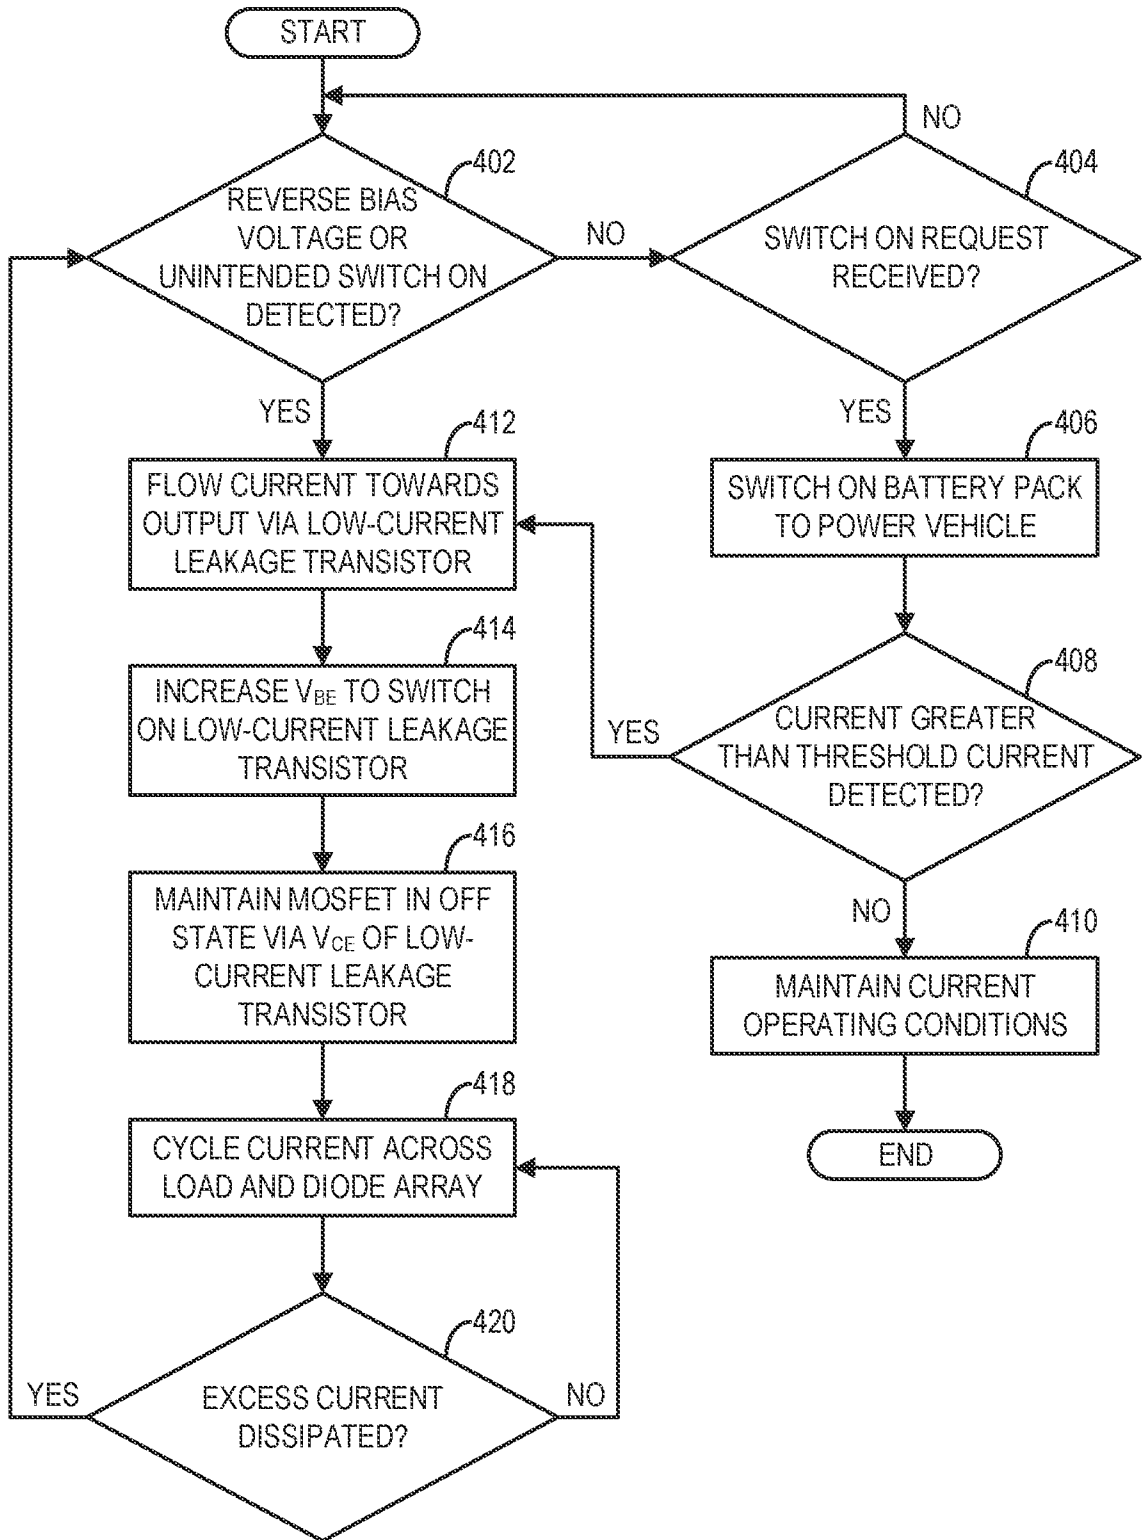 START
NO
402
REVERSE BIAS
VOLTAGE OR
UNINTENDED SWITCH ON
DETECTED?
NO
404
SWITCH ON REQUEST
RECEIVED?
YES
412
FLOW CURRENT TOWARDS
OUTPUT VIA LOW-CURRENT
LEAKAGE TRANSISTOR
YES
406
SWITCH ON BATTERY PACK
TO POWER VEHICLE
414
INCREASE VBE TO SWITCH
ON LOW-CURRENT LEAKAGE
TRANSISTOR
YES
408
CURRENT GREATER
THAN THRESHOLD CURRENT
DETECTED?
416
MAINTAIN MOSFET IN OFF
STATE VIA VCE OF LOW-
CURRENT LEAKAGE
TRANSISTOR
NO
410
MAINTAIN CURRENT
OPERATING CONDITIONS
418
CYCLE CURRENT ACROSS
LOAD AND DIODE ARRAY
END
420
YES
EXCESS CURRENT
DISSIPATED?
NO